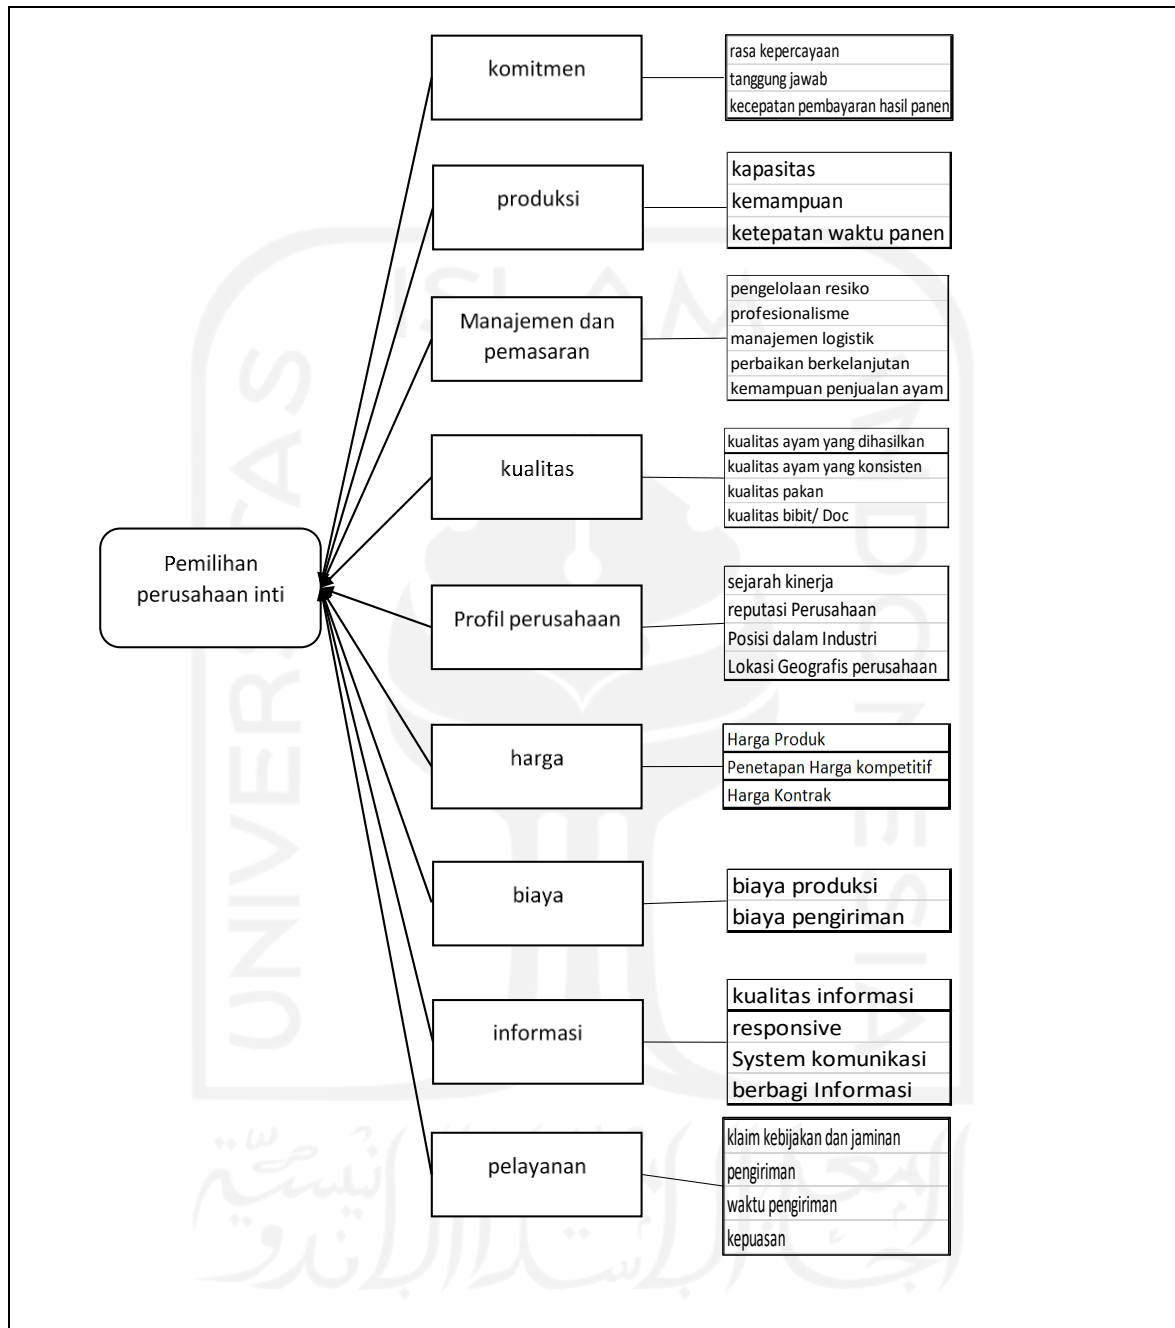 komitmen
rasa kepercayaan
tanggung jawab
kecepatan pembayaran hasil panen
produksi
kapasitas
kemampuan
ketepatan waktu panen
Manajemen dan
pemasaran
pengelolaan resiko
profesionalisme
manajemen logistik
perbaikan berkelanjutan
kemampuan penjualan ayam
kualitas
kualitas ayam yang dihasilkan
kualitas ayam yang konsisten
kualitas pakan
kualitas bibit/ Doc
Pemilihan
perusahaan inti
Profil perusahaan
sejarah kinerja
reputasi Perusahaan
Posisi dalam Industri
Lokasi Geografis perusahaan
harga
Harga Produk
Penetapan Harga kompetitif
Harga Kontrak
biaya
biaya produksi
biaya pengiriman
informasi
kualitas informasi
responsive
System komunikasi
berbagi Informasi
pelayanan
klaim kebijakan dan jaminan
pengiriman
waktu pengiriman
kepuasan
UNIVERSITAS
ISLAM
INDONESIA